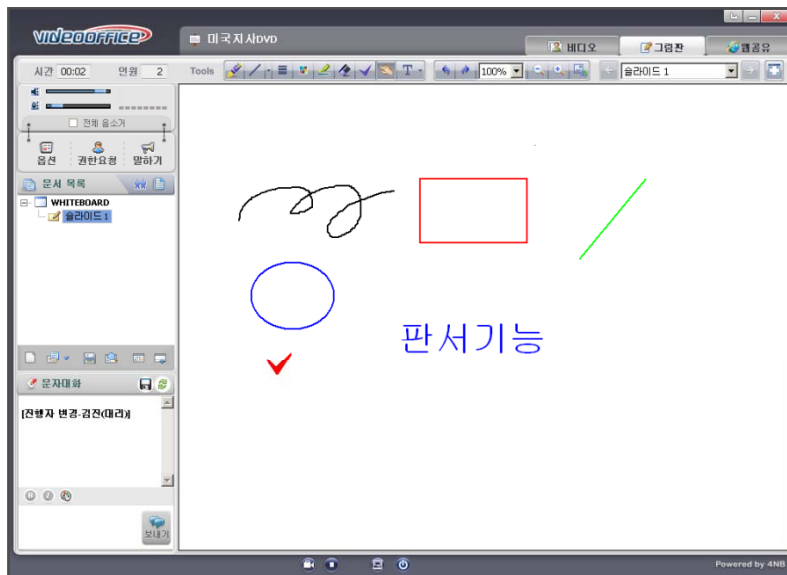 VIDEOOFFICE
미국지사DVD
비디오
그림판
웹공유
시간 00:02 인원 2
Tools
T
100%
슬라이드 1
전체 음소거
옵션 권한요청 말하기
문서 목록
WHITEBOARD
슬라이드 1
판서기능
문자대화
[진행자 변경-김진(대리)]
보내기
Powered by 4NB